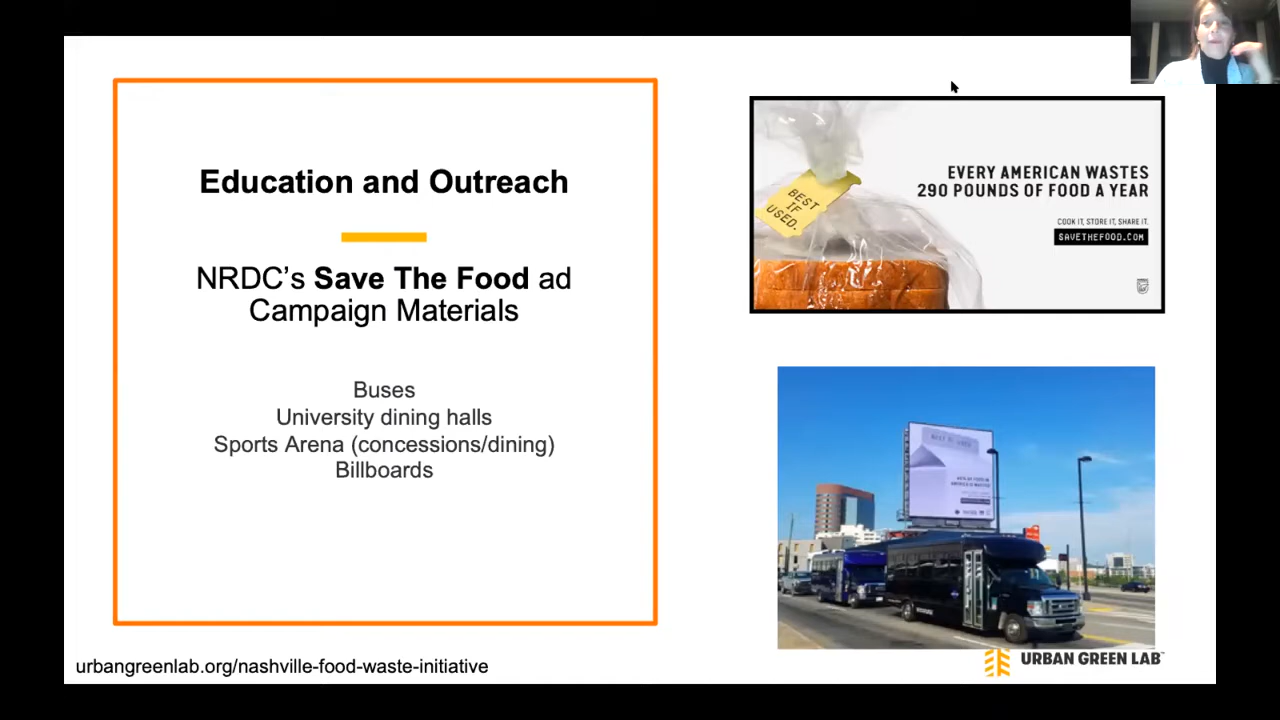 Education and Outreach
NRDC’s Save The Food ad
Campaign Materials
Buses
University dining halls
Sports Arena (concessions/dining)
Billboards
urbangreenlab.org/nashville-food-waste-initiative
BEST
IF
USED.
EVERY AMERICAN WASTES
290 POUNDS OF FOOD A YEAR
COOK IT, STORE IT, SHARE IT.
SAVETHEFOOD.COM
URBAN GREEN LAB™